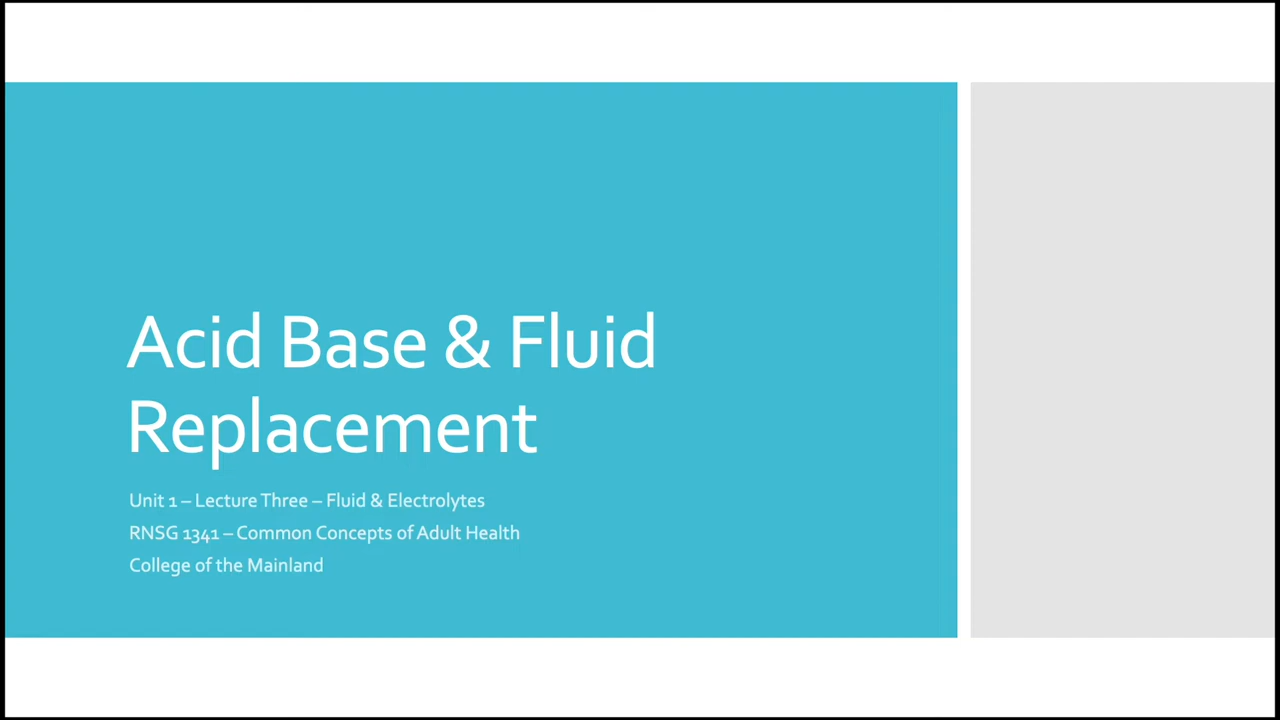 Acid Base & Fluid
Replacement
Unit 1 – Lecture Three – Fluid & Electrolytes
RNSG 1341 – Common Concepts of Adult Health
College of the Mainland